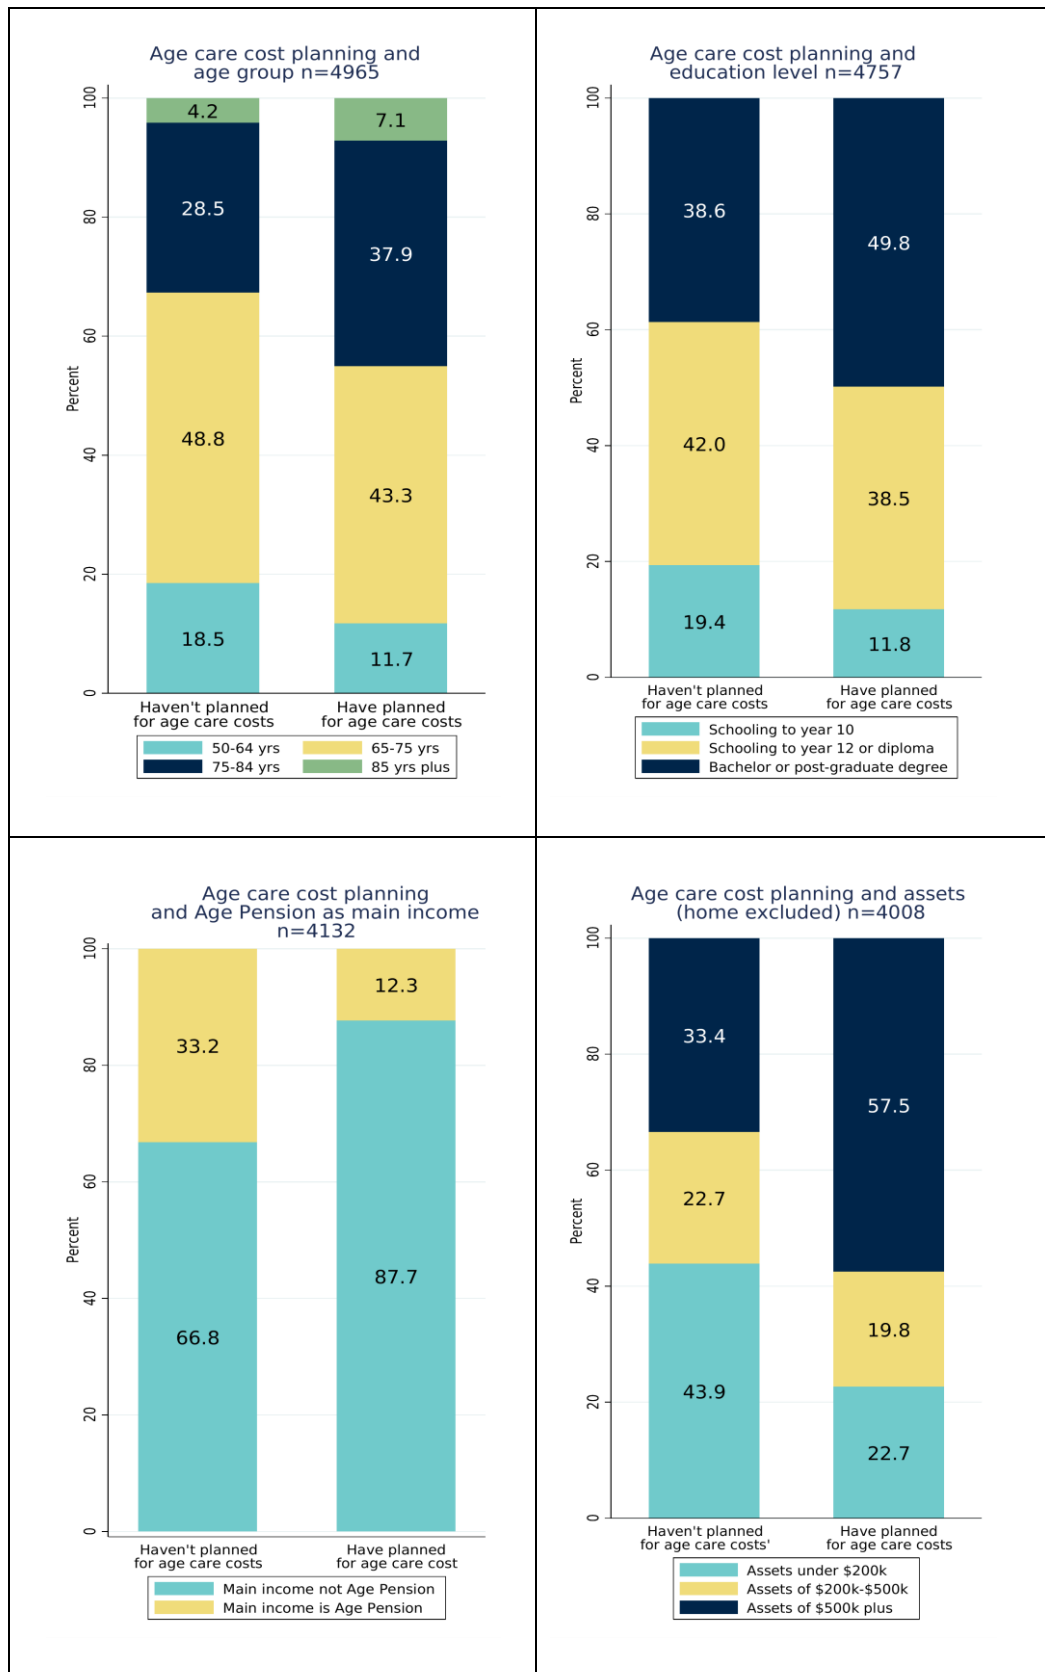 Age care cost planning and
age group n=4965
Percent
100
80
60
40
20
0
4.2
28.5
48.8
18.5
7.1
37.9
43.3
11.7
Haven't planned
for age care costs
Have planned
for age care costs
50-64 yrs
65-75 yrs
75-84 yrs
85 yrs plus
Age care cost planning and
education level n=4757
Percent
100
80
60
40
20
0
38.6
42.0
19.4
49.8
38.5
11.8
Haven't planned
for age care costs
Have planned
for age care costs
Schooling to year 10
Schooling to year 12 or diploma
Bachelor or post-graduate degree
Age care cost planning
and Age Pension as main income
n=4132
Percent
100
80
60
40
20
0
33.2
66.8
12.3
87.7
Haven't planned
for age care costs
Have planned
for age care cost
Main income not Age Pension
Main income is Age Pension
Age care cost planning and assets
(home excluded) n=4008
Percent
100
80
60
40
20
0
33.4
22.7
43.9
57.5
19.8
22.7
Haven't planned
for age care costs'
Have planned
for age care costs
Assets under $200k
Assets of $200k-$500k
Assets of $500k plus